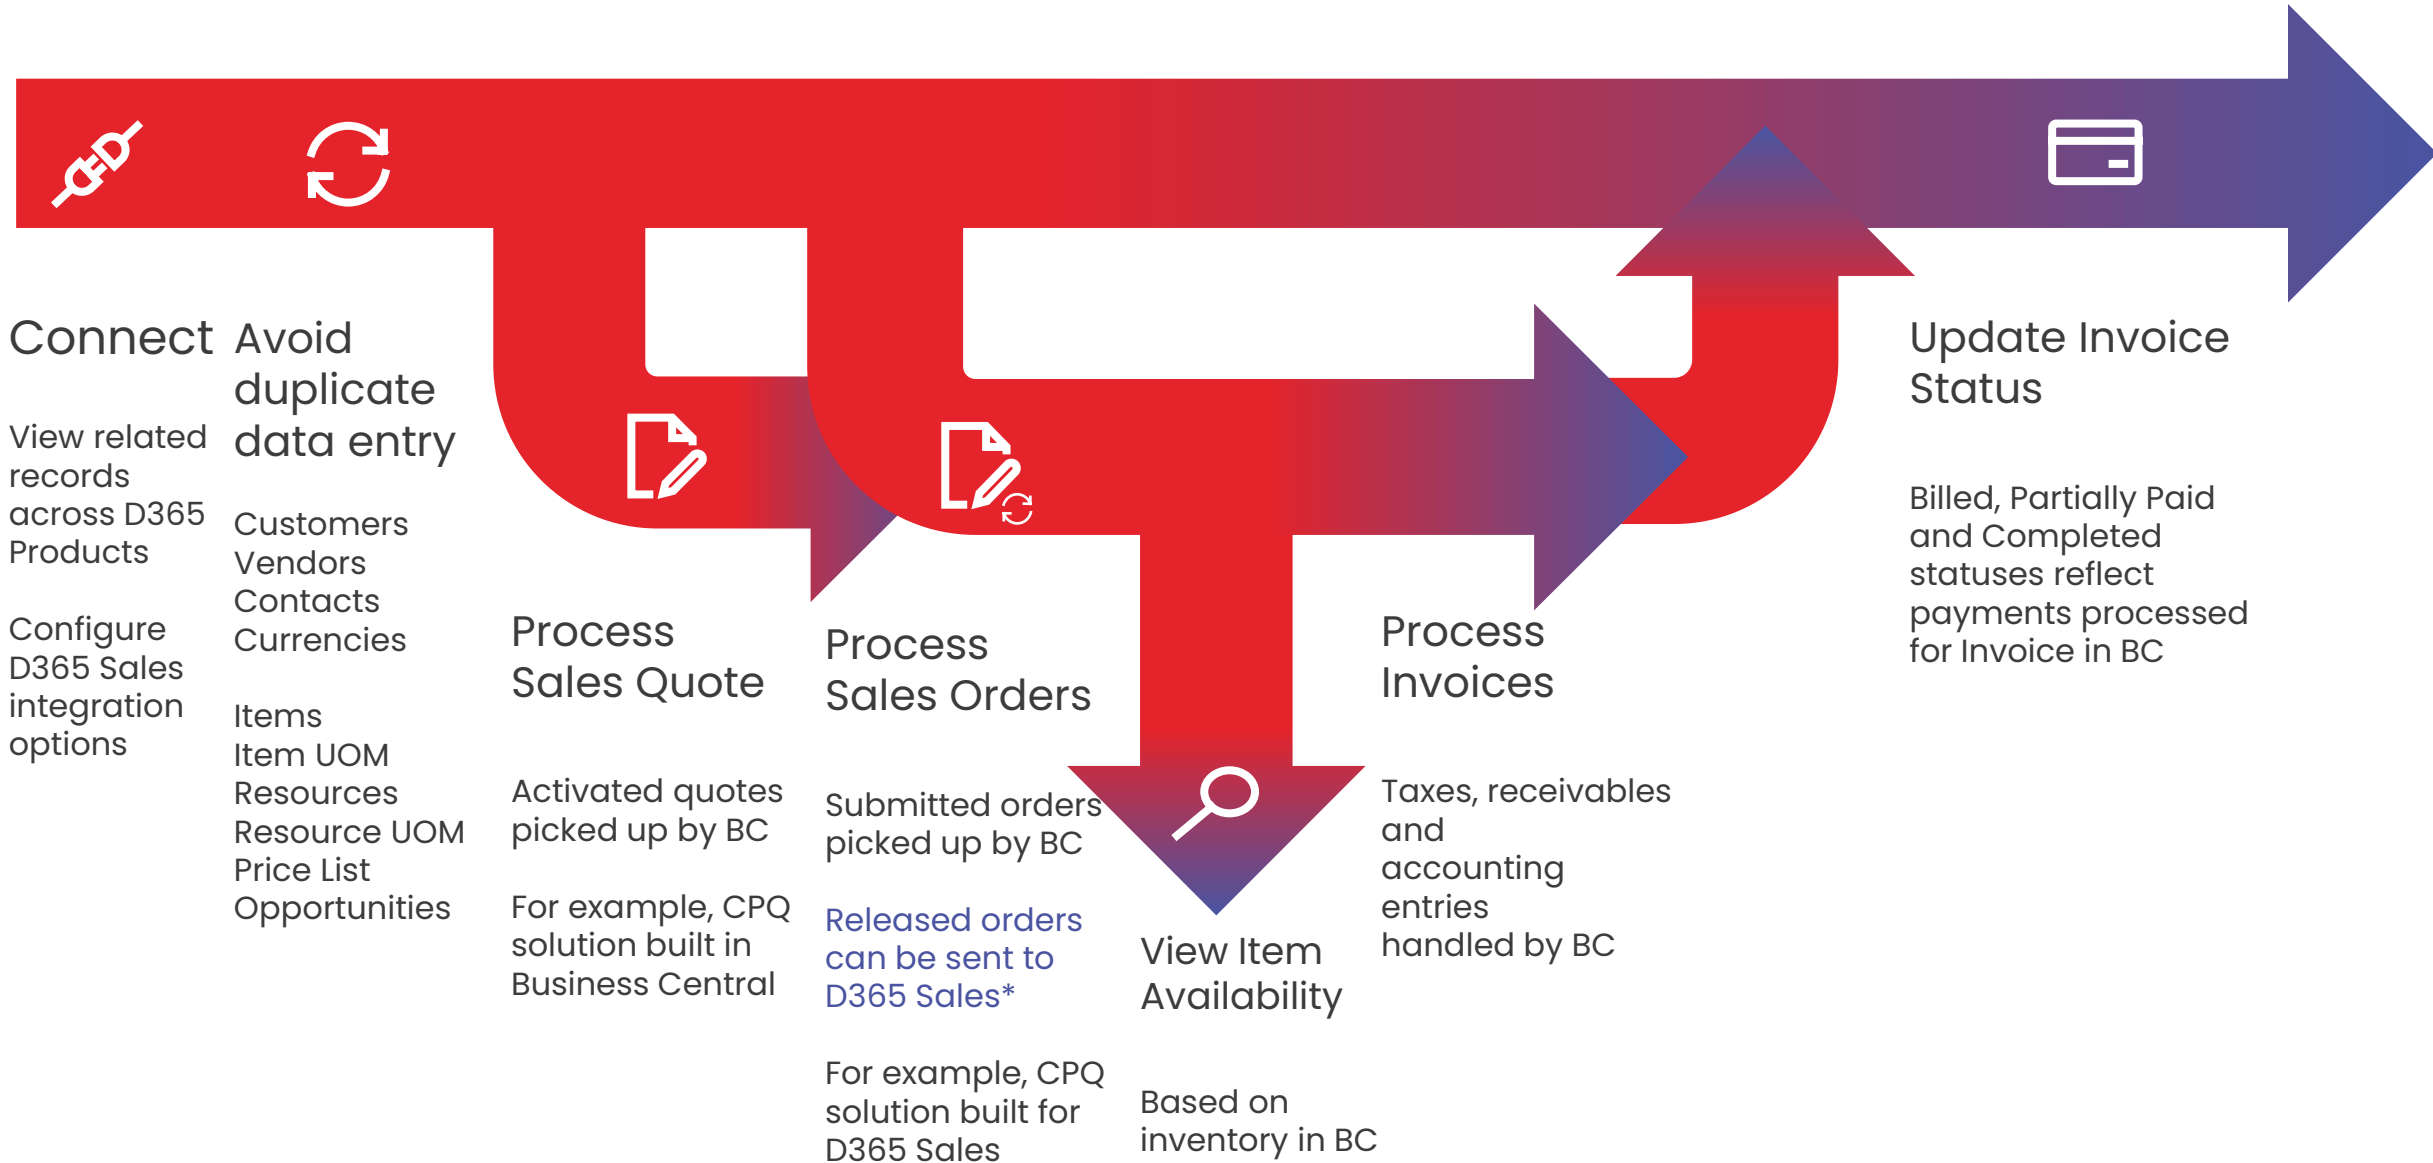 Connect
View related
records
across D365
Products
Configure
D365 Sales
integration
options
Avoid
duplicate
data entry
Customers
Vendors
Contacts
Currencies
Items
Item UOM
Resources
Resource UOM
Price List
Opportunities
Process
Sales Quote
Activated quotes
picked up by BC
For example, CPQ
solution built in
Business Central
Process
Sales Orders
Submitted orders
picked up by BC
Released orders
can be sent to
D365 Sales*
For example, CPQ
solution built for
D365 Sales
View Item
Availability
Based on
inventory in BC
Process
Invoices
Taxes, receivables
and
accounting
entries
handled by BC
Update Invoice
Status
Billed, Partially Paid
and Completed
statuses reflect
payments processed
for Invoice in BC